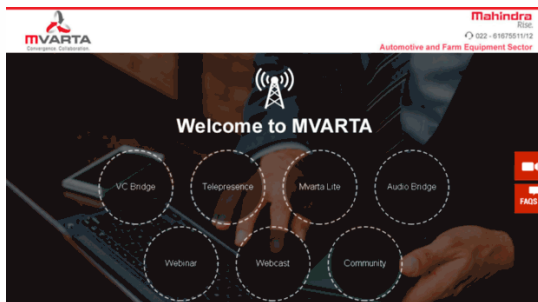 MVARTA
Convergence. Collaboration.
Mahindra
Rise.
022 - 61675511/12
Automotive and Farm Equipment Sector
Welcome to MVARTA
VC Bridge
Telepresence
Mvarta Lite
Audio Bridge
FAQS
Webinar
Webcast
Community